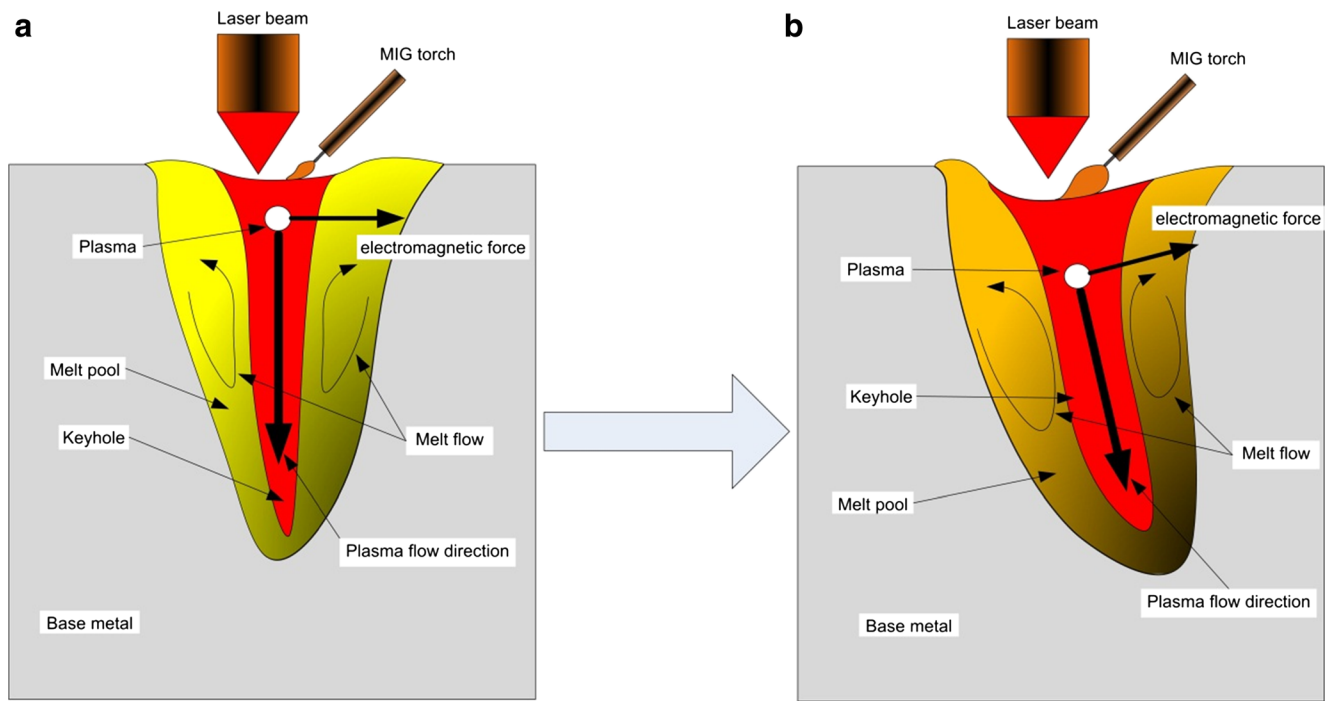 a
Laser beam
MIG torch
Plasma
electromagnetic force
Melt pool
Keyhole
Melt flow
Plasma flow direction
Base metal
b
Laser beam
MIG torch
electromagnetic force
Plasma
Keyhole
Melt flow
Melt pool
Plasma flow direction
Base metal